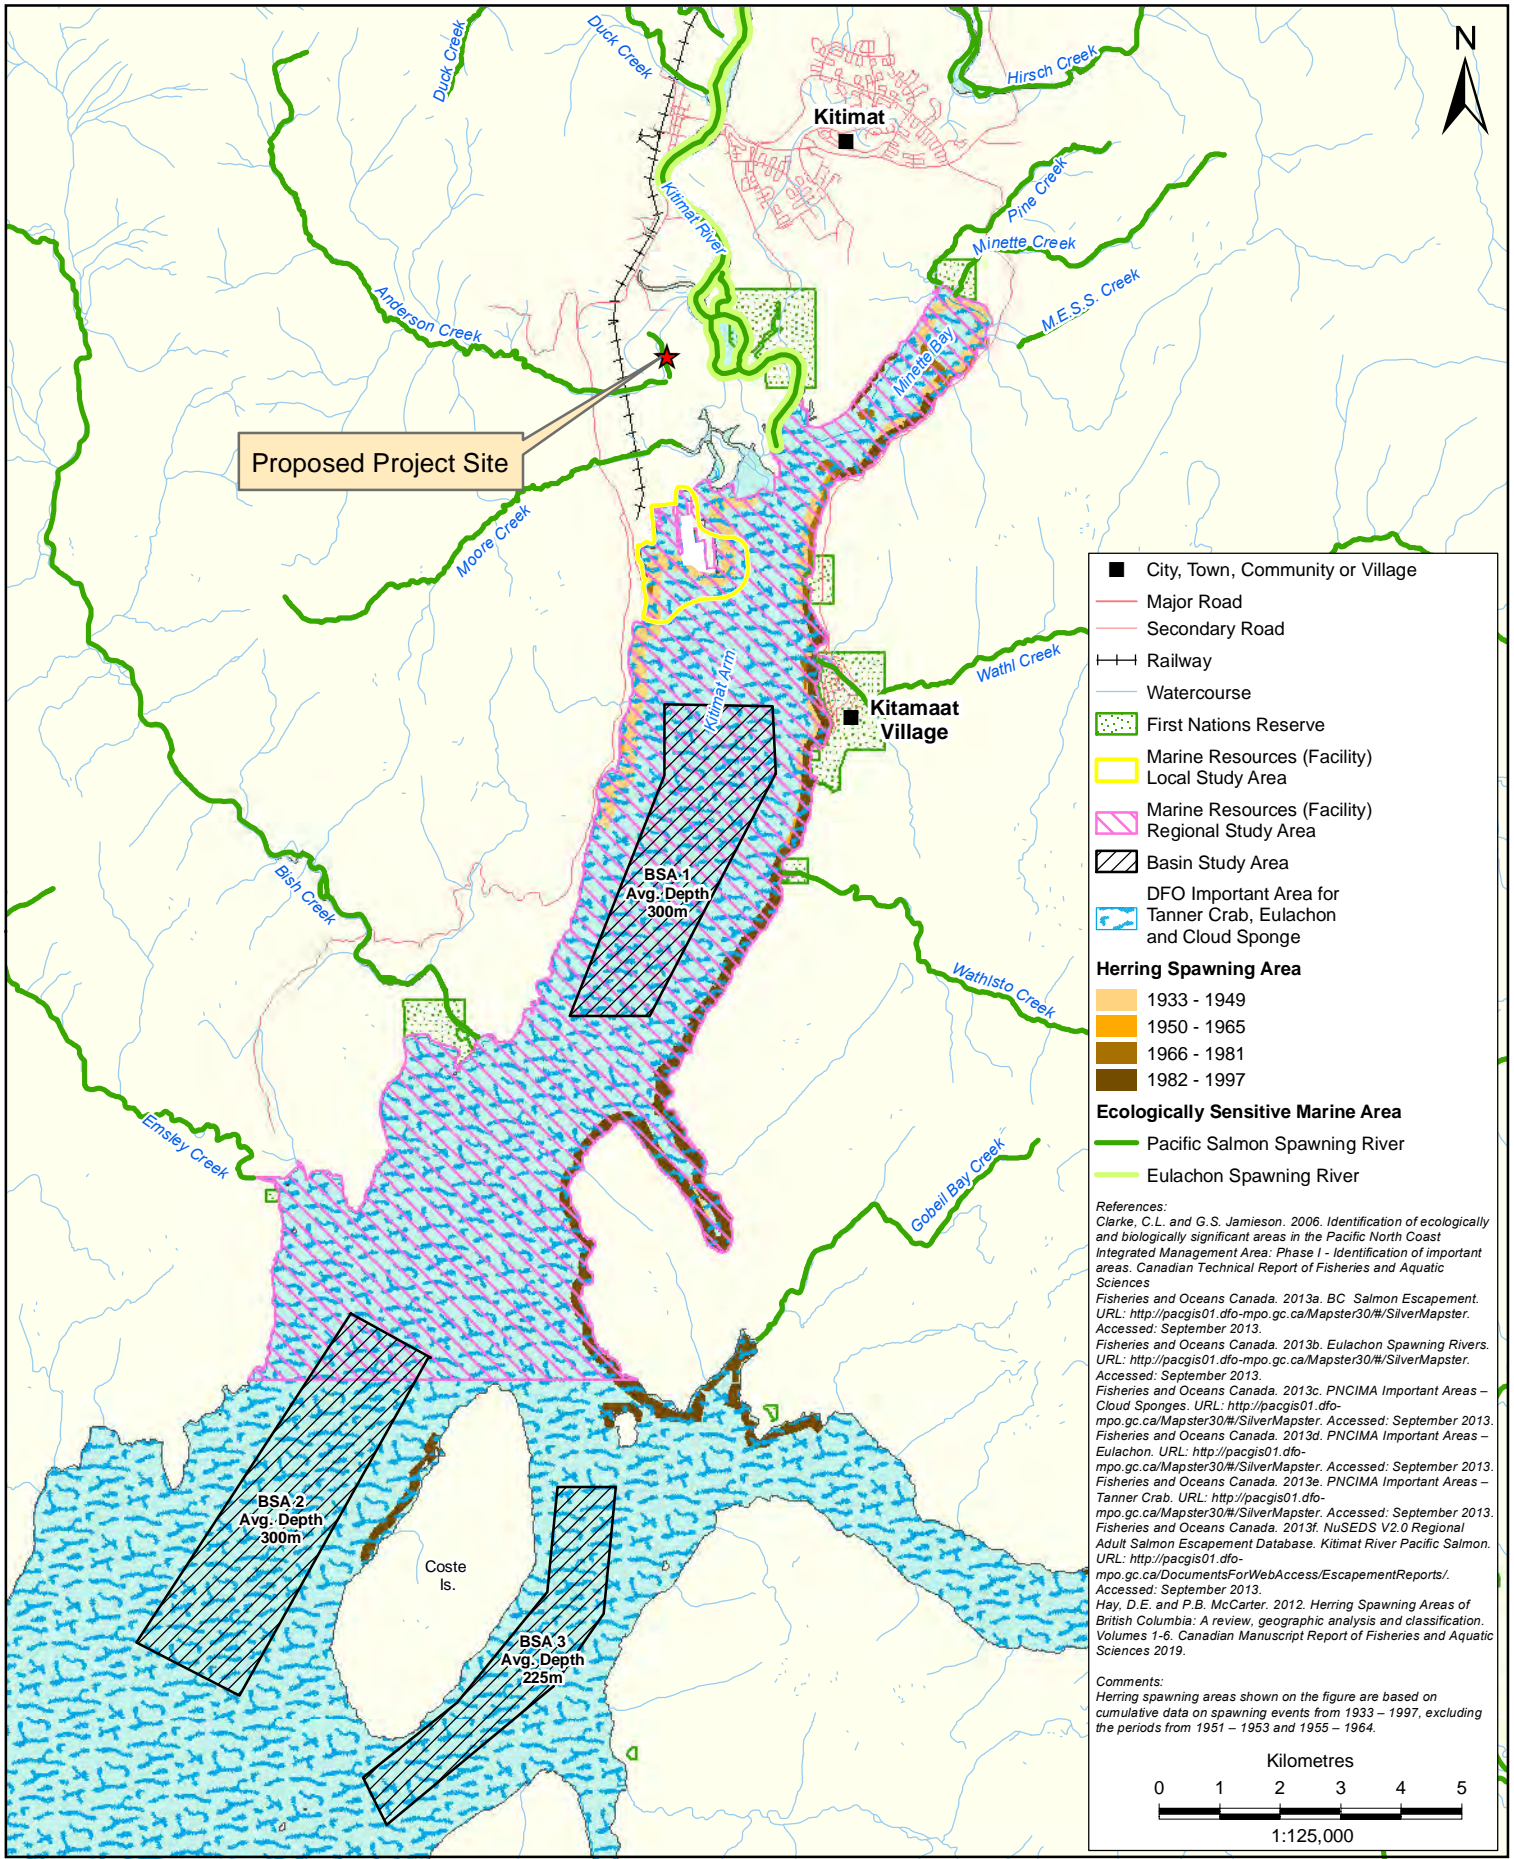 Duck Creek
Duck Creek
Hirsch Creek
N
Kitimat
Kitimat River
Pine Creek
Minette Creek
M.E.S.S. Creek
Anderson Creek
Minette Bay
Proposed Project Site
Moore Creek
Kitimat Arm
Wathl Creek
Kitamaat
Village
BSA 1
Avg. Depth
300m
Bish Creek
Wathlsto Creek
Emsley Creek
Gobeil Bay Creek
BSA 2
Avg. Depth
300m
Coste
Is.
BSA 3
Avg. Depth
225m
City, Town, Community or Village
Major Road
Secondary Road
Railway
Watercourse
First Nations Reserve
Marine Resources (Facility)
Local Study Area
Marine Resources (Facility)
Regional Study Area
Basin Study Area
DFO Important Area for
Tanner Crab, Eulachon
and Cloud Sponge
Herring Spawning Area
1933 - 1949
1950 - 1965
1966 - 1981
1982 - 1997
Ecologically Sensitive Marine Area
Pacific Salmon Spawning River
Eulachon Spawning River
References:
Clarke, C.L. and G.S. Jamieson. 2006. Identification of ecologically
and biologically significant areas in the Pacific North Coast
Integrated Management Area: Phase I - Identification of important
areas. Canadian Technical Report of Fisheries and Aquatic
Sciences
Fisheries and Oceans Canada. 2013a. BC Salmon Escapement.
URL: http://pacgis01.dfo-mpo.gc.ca/Mapster30/#/SilverMapster.
Accessed: September 2013.
Fisheries and Oceans Canada. 2013b. Eulachon Spawning Rivers.
URL: http://pacgis01.dfo-mpo.gc.ca/Mapster30/#/SilverMapster.
Accessed: September 2013.
Fisheries and Oceans Canada. 2013c. PNCIMA Important Areas –
Cloud Sponges. URL: http://pacgis01.dfo-
mpo.gc.ca/Mapster30/#/SilverMapster. Accessed: September 2013.
Fisheries and Oceans Canada. 2013d. PNCIMA Important Areas –
Eulachon. URL: http://pacgis01.dfo-
mpo.gc.ca/Mapster30/#/SilverMapster. Accessed: September 2013.
Fisheries and Oceans Canada. 2013e. PNCIMA Important Areas –
Tanner Crab. URL: http://pacgis01.dfo-
mpo.gc.ca/Mapster30/#/SilverMapster. Accessed: September 2013.
Fisheries and Oceans Canada. 2013f. NuSEDS V2.0 Regional
Adult Salmon Escapement Database. Kitimat River Pacific Salmon.
URL: http://pacgis01.dfo-
mpo.gc.ca/DocumentsForWebAccess/EscapementReports/.
Accessed: September 2013.
Hay, D.E. and P.B. McCarter. 2012. Herring Spawning Areas of
British Columbia: A review, geographic analysis and classification.
Volumes 1-6. Canadian Manuscript Report of Fisheries and Aquatic
Sciences 2019.
Comments:
Herring spawning areas shown on the figure are based on
cumulative data on spawning events from 1933 – 1997, excluding
the periods from 1951 – 1953 and 1955 – 1964.
Kilometres
0 1 2 3 4 5
1:125,000